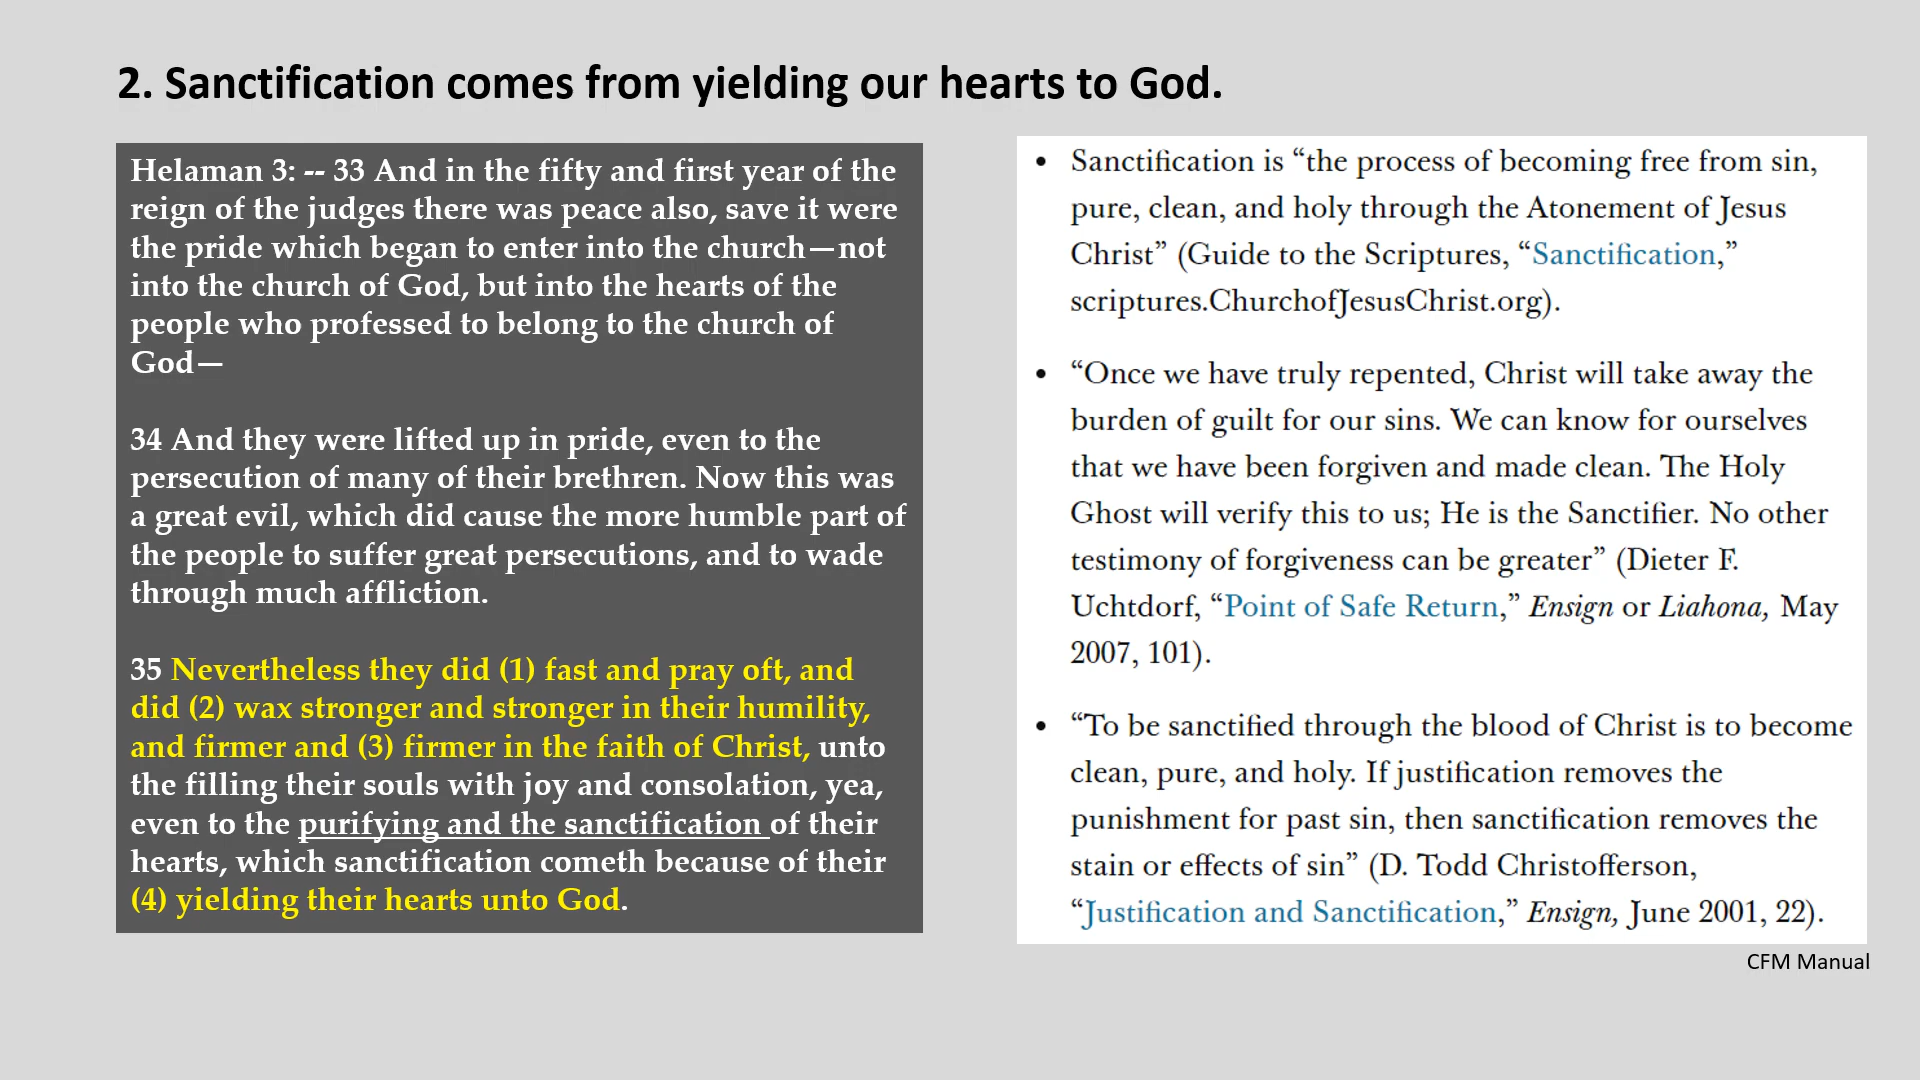 2. Sanctification comes from yielding our hearts to God.
Helaman 3: -- 33 And in the fifty and first year of the
reign of the judges there was peace also, save it were
the pride which began to enter into the church—not
into the church of God, but into the hearts of the
people who professed to belong to the church of
God—
34 And they were lifted up in pride, even to the
persecution of many of their brethren. Now this was
a great evil, which did cause the more humble part of
the people to suffer great persecutions, and to wade
through much affliction.
35 Nevertheless they did (1) fast and pray oft, and
did (2) wax stronger and stronger in their humility,
and firmer and (3) firmer in the faith of Christ, unto
the filling their souls with joy and consolation, yea,
even to the purifying and the sanctification of their
hearts, which sanctification cometh because of their
(4) yielding their hearts unto God.
• Sanctification is “the process of becoming free from sin,
pure, clean, and holy through the Atonement of Jesus
Christ” (Guide to the Scriptures, “Sanctification,”
scriptures.ChurchofJesusChrist.org).
• “Once we have truly repented, Christ will take away the
burden of guilt for our sins. We can know for ourselves
that we have been forgiven and made clean. The Holy
Ghost will verify this to us; He is the Sanctifier. No other
testimony of forgiveness can be greater” (Dieter F.
Uchtdorf, “Point of Safe Return,” Ensign or Liahona, May
2007, 101).
• “To be sanctified through the blood of Christ is to become
clean, pure, and holy. If justification removes the
punishment for past sin, then sanctification removes the
stain or effects of sin” (D. Todd Christofferson,
“Justification and Sanctification,” Ensign, June 2001, 22).
CFM Manual